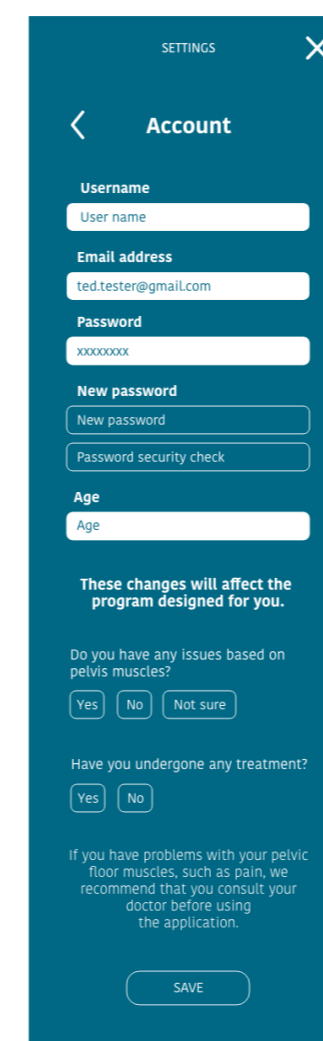 SETTINGS
Account
Username
User name
Email address
ted.tester@gmail.com
Password
xxxxxxxx
New password
New password
Password security check
Age
Age
These changes will affect the
program designed for you.
Do you have any issues based on
pelvis muscles?
Yes No Not sure
Have you undergone any treatment?
Yes No
If you have problems with your pelvic
floor muscles, such as pain, we
recommend that you consult your
doctor before using
the application.
SAVE